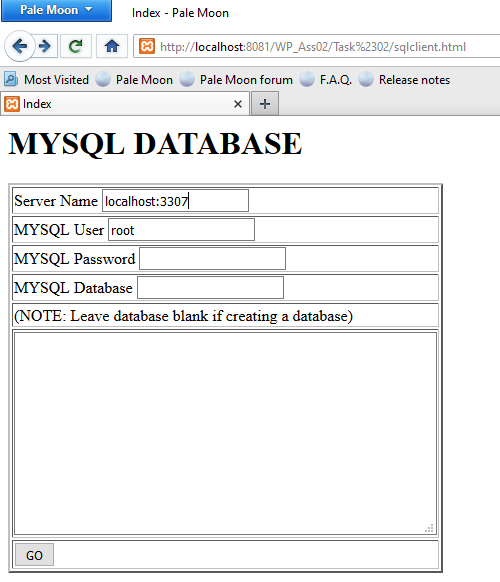 Pale Moon
Index - Pale Moon
http://localhost:8081/WP_Ass02/Task%2302/sqlclient.html
Most Visited Pale Moon Pale Moon forum F.A.Q. Release notes
Index
MYSQL DATABASE
Server Name localhost:3307
MYSQL User root
MYSQL Password
MYSQL Database
(NOTE: Leave database blank if creating a database)
GO